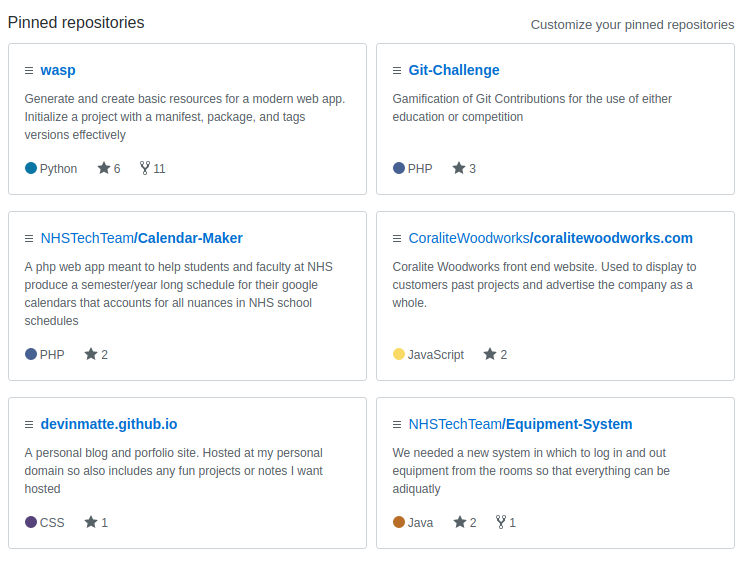 Pinned repositories
Customize your pinned repositories
wasp
Generate and create basic resources for a modern web app.
Initialize a project with a manifest, package, and tags
versions effectively
Python 6 11
Git-Challenge
Gamification of Git Contributions for the use of either
education or competition
PHP 3
NHSTechTeam/Calendar-Maker
A php web app meant to help students and faculty at NHS
produce a semester/year long schedule for their google
calendars that accounts for all nuances in NHS school
schedules
PHP 2
CoraliteWoodworks/coralitewoodworks.com
Coralite Woodworks front end website. Used to display to
customers past projects and advertise the company as a
whole.
JavaScript 2
devinmatte.github.io
A personal blog and porfolio site. Hosted at my personal
domain so also includes any fun projects or notes I want
hosted
CSS 1
NHSTechTeam/Equipment-System
We needed a new system in which to log in and out
equipment from the rooms so that everything can be
adiquatly
Java 2 1